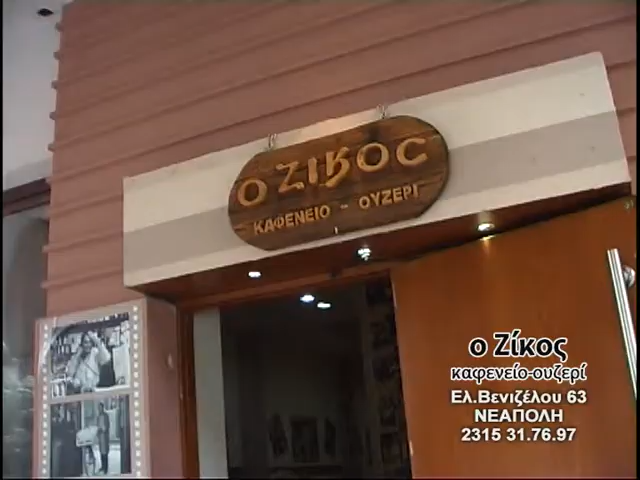 Ο ΖΙΚΟΣ
ΚΑΦΕΝΕΙΟ - ΟΥΖΕΡΙ
ο Ζίκος
καφενείο-ουζερί
Ελ.Βενιζέλου 63
ΝΕΑΠΟΛΗ
2315 31.76.97